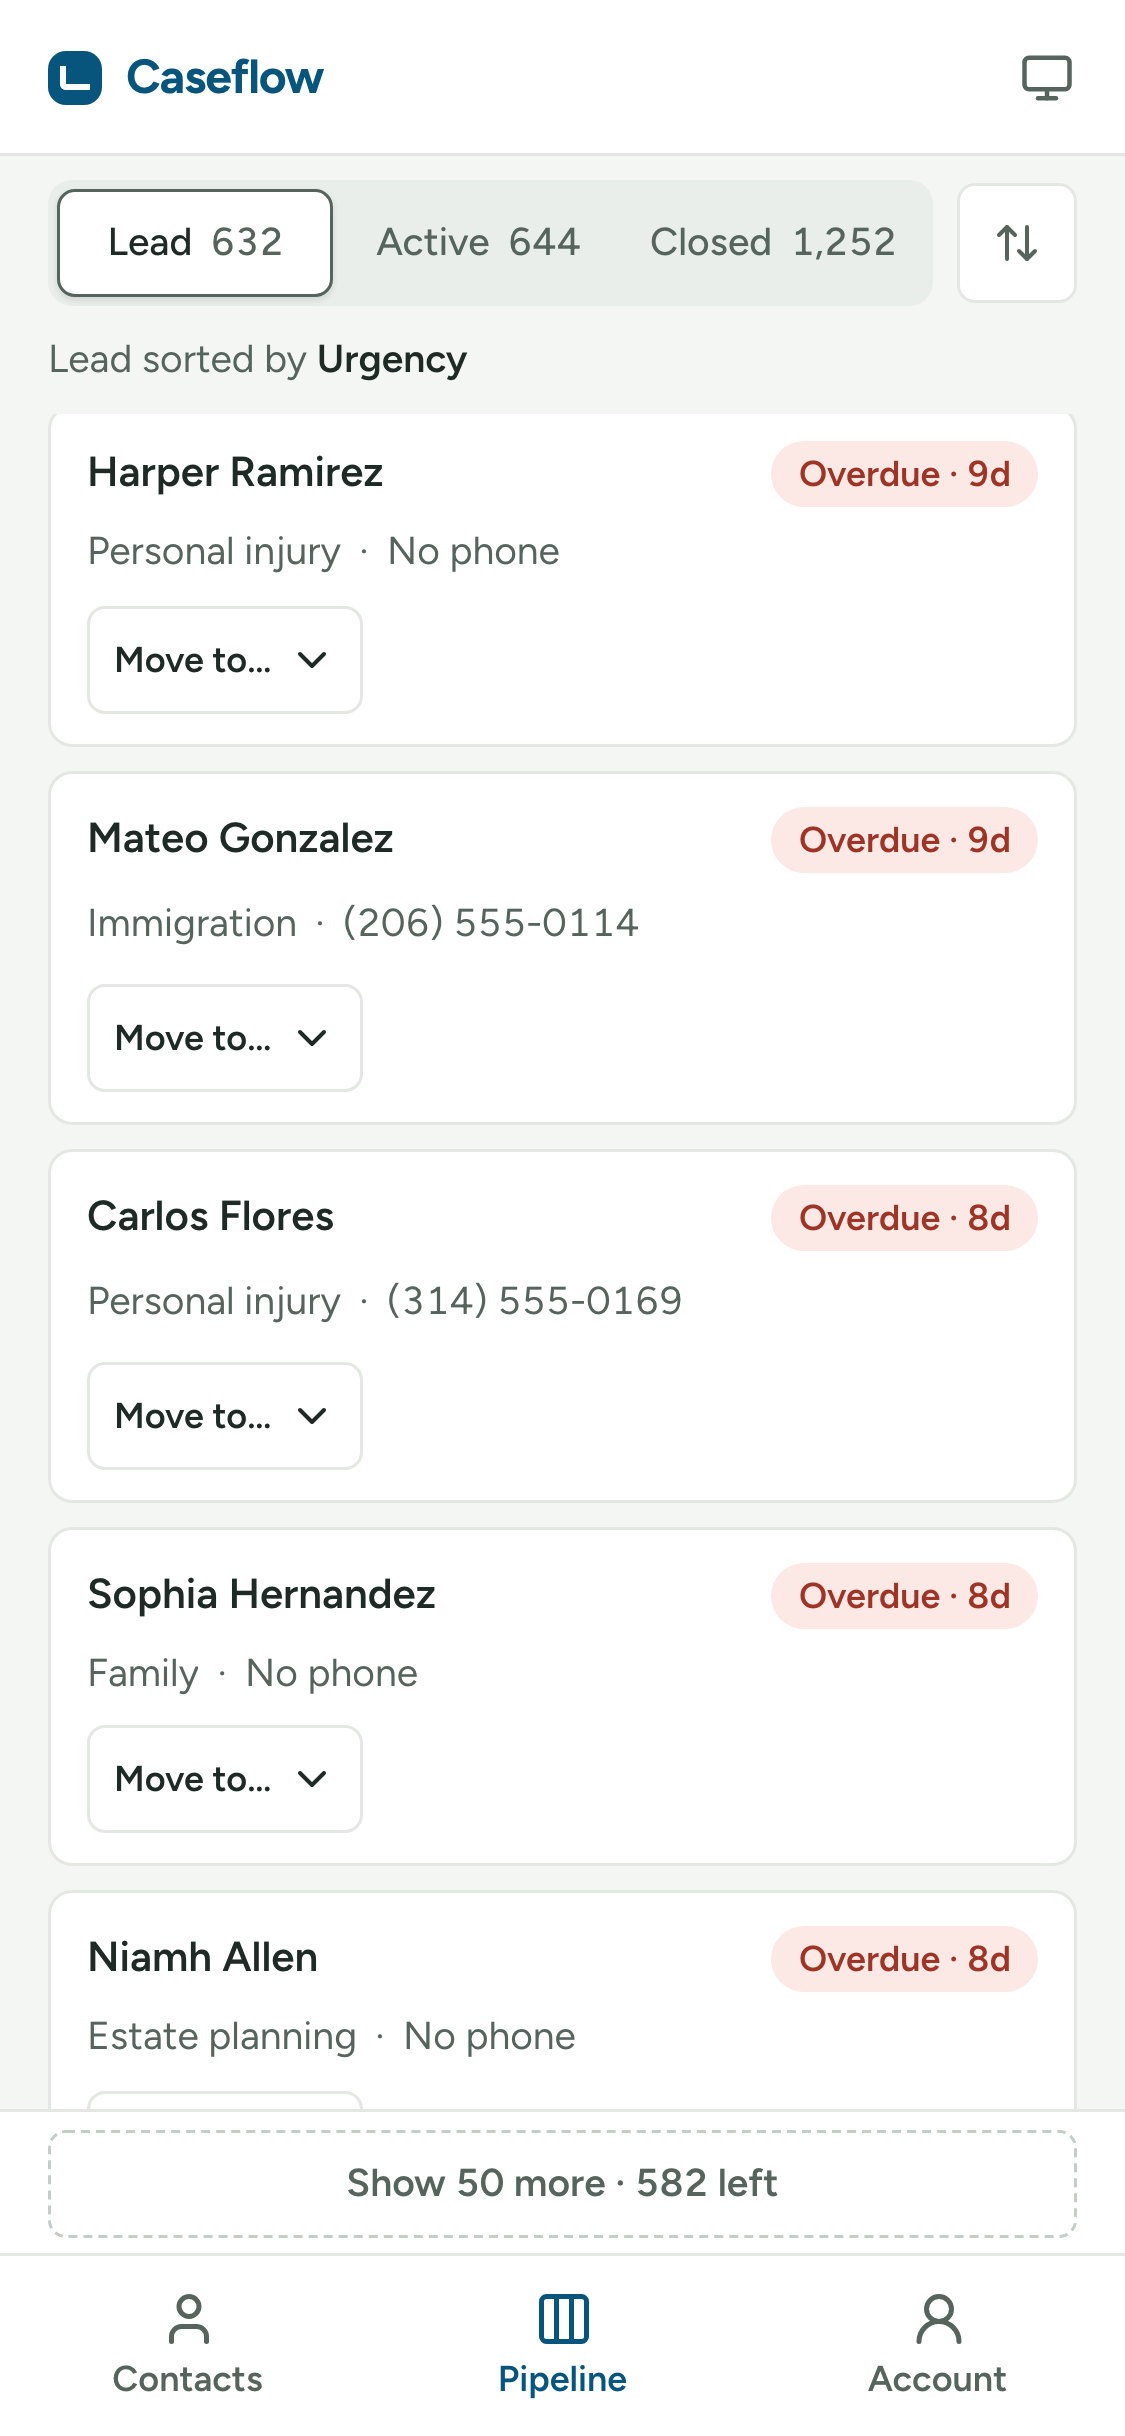 Caseflow
Lead 632 Active 644 Closed 1,252
Lead sorted by Urgency
Harper Ramirez Overdue · 9d
Personal injury · No phone
Move to...
Mateo Gonzalez Overdue · 9d
Immigration · (206) 555-0114
Move to...
Carlos Flores Overdue · 8d
Personal injury · (314) 555-0169
Move to...
Sophia Hernandez Overdue · 8d
Family · No phone
Move to...
Niamh Allen Overdue · 8d
Estate planning · No phone
Show 50 more · 582 left
Contacts Pipeline Account